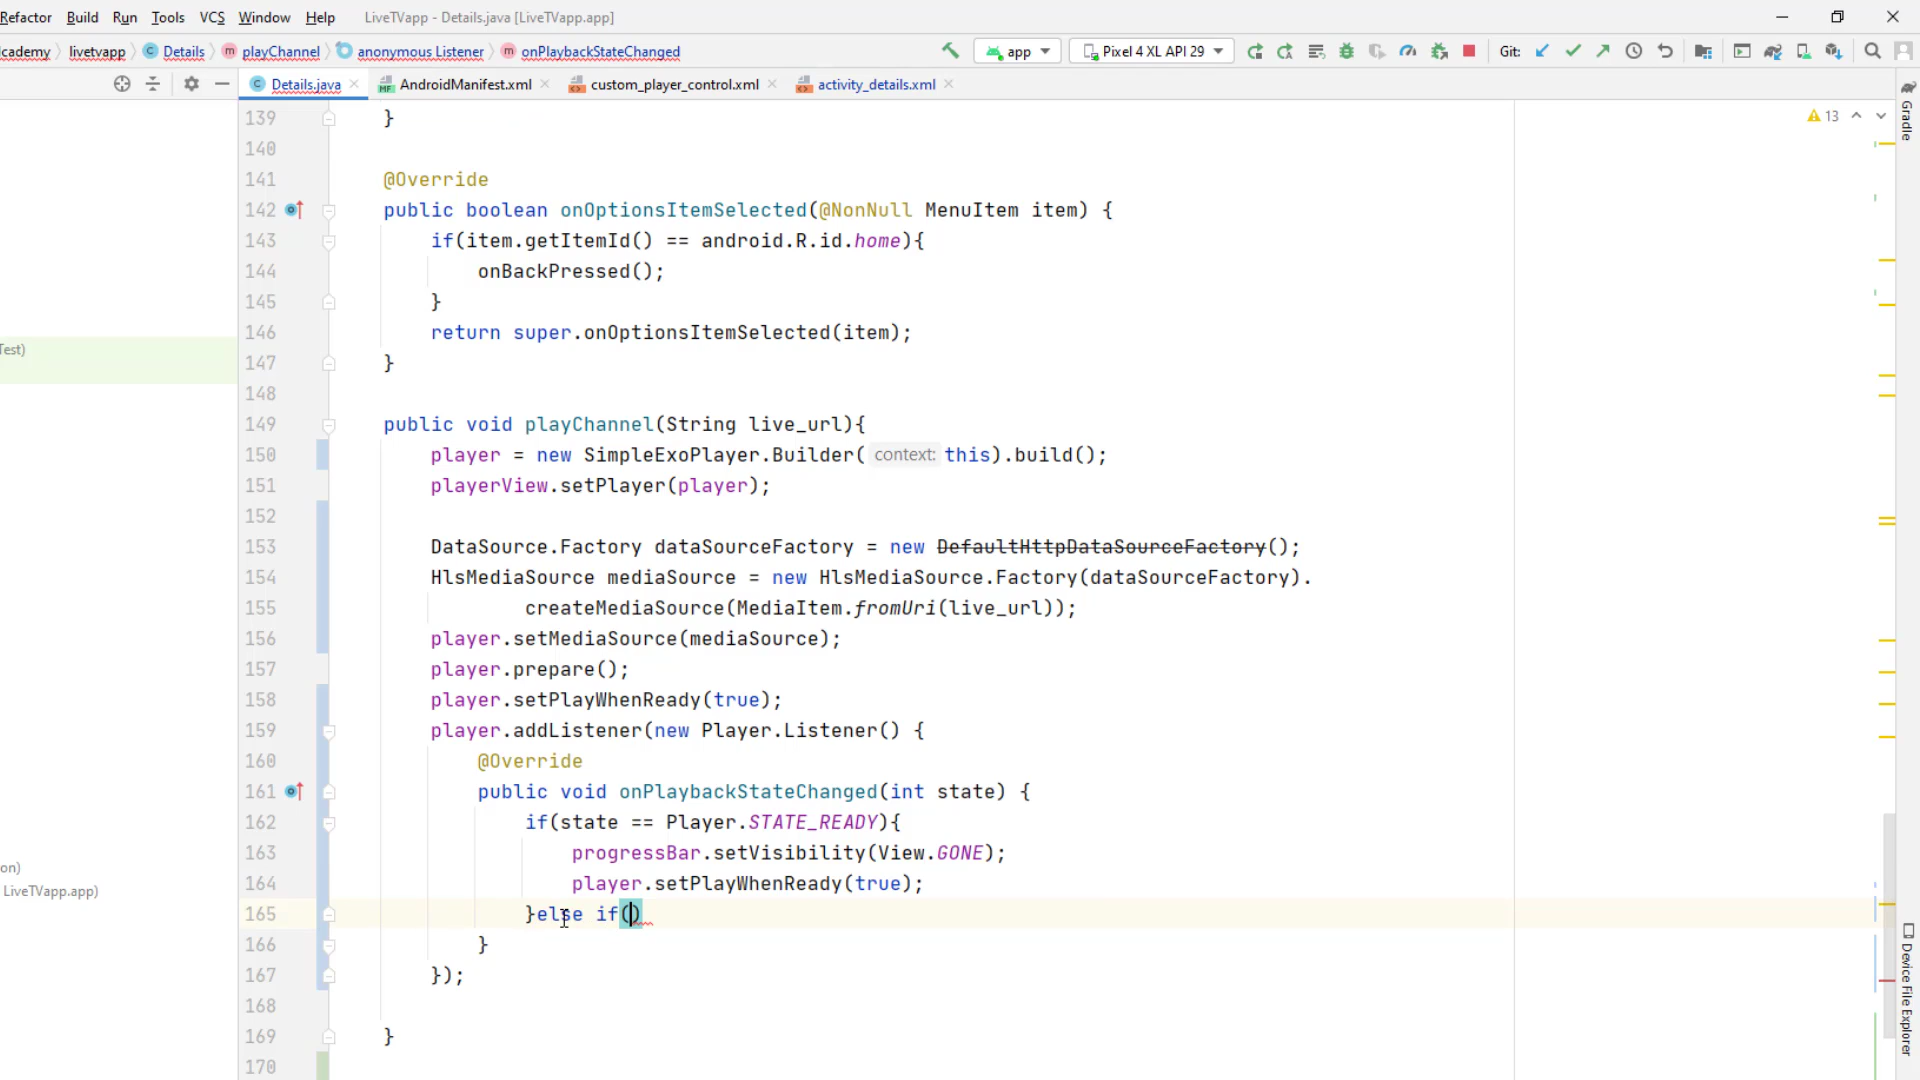 Refactor Build Run Tools VCS Window Help LiveTVapp - Details.java [LiveTVapp.app]
cademy livetvapp Details playChannel anonymous Listener onPlaybackStateChanged app Pixel 4 XL API 29 Git:
Details.java AndroidManifest.xml custom_player_control.xml activity_details.xml
13
Gradle
139 }
140
141 @Override
142 public boolean onOptionsItemSelected(@NonNull MenuItem item) {
143 if(item.getItemId() == android.R.id.home){
144 onBackPressed();
145 }
146 return super.onOptionsItemSelected(item);
147 }
148
149 public void playChannel(String live_url){
150 player = new SimpleExoPlayer.Builder( context: this).build();
151 playerView.setPlayer(player);
152
153 DataSource.Factory dataSourceFactory = new DefaultHttpDataSourceFactory();
154 HlsMediaSource mediaSource = new HlsMediaSource.Factory(dataSourceFactory).
155 createMediaSource(MediaItem.fromUri(live_url));
156 player.setMediaSource(mediaSource);
157 player.prepare();
158 player.setPlayWhenReady(true);
159 player.addListener(new Player.Listener() {
160 @Override
161 public void onPlaybackStateChanged(int state) {
162 if(state == Player.STATE_READY){
163 progressBar.setVisibility(View.GONE);
164 player.setPlayWhenReady(true);
165 }else if()
166 }
167 });
168
169 }
170
Test)
on)
LiveTVapp.app)
Device File Explorer